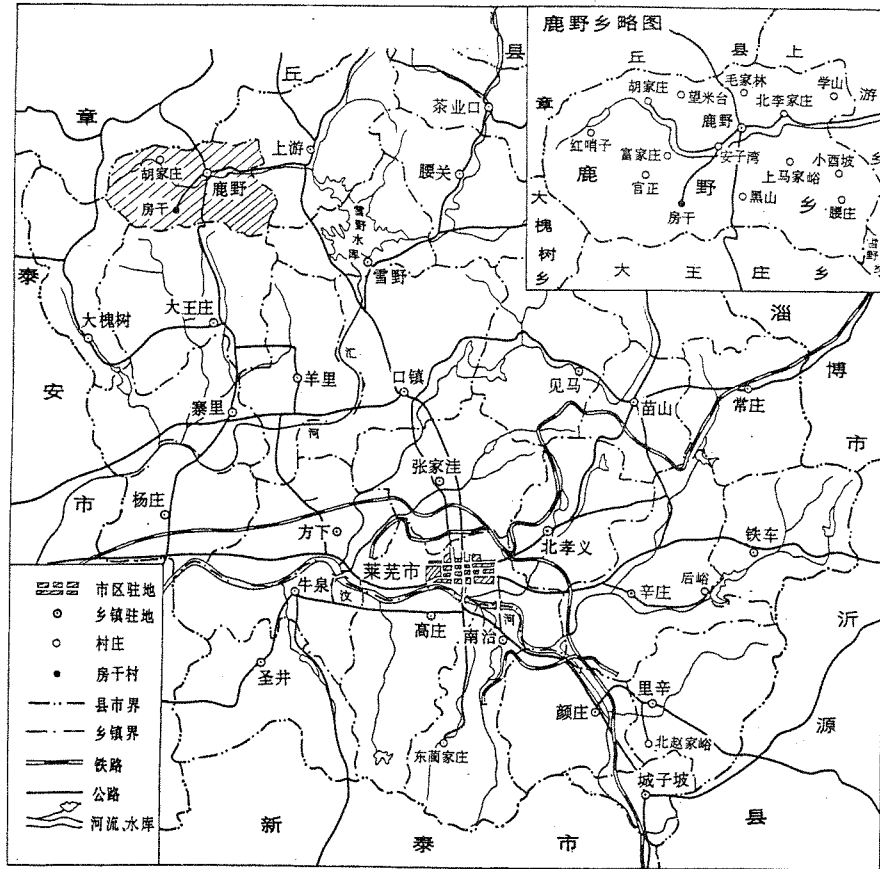 鹿野乡略图
章丘县
上游乡
章
丘
县
上
游
乡
胡家庄
望米台
毛家林
学山
北李家庄
鹿野
红哨子
富家庄
安子湾
小酉坡
鹿
野
乡
上马家峪
官正
黑山
腰庄
房干
大槐树乡
大王庄乡
雪野
茶业口
上游
胡家庄
鹿野
腰关
房干
雪野水库
雪野
泰
安
市
大王庄
大槐树
汇
河
羊里
口镇
寨里
见马
苗山
常庄
淄
博
市
张家洼
杨庄
方下
北孝义
铁车
莱芜市
后峪
辛庄
牛泉
汶
河
高庄
南冶
沂
源
县
圣井
里辛
颜庄
东蔺家庄
北赵家峪
城子坡
新
泰
市
市区驻地
乡镇驻地
村庄
房干村
县市界
乡镇界
铁路
公路
河流、水库